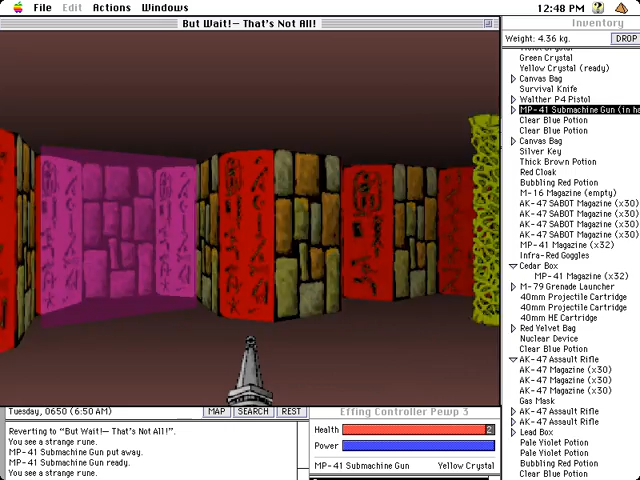 File Edit Actions Windows 12:48 PM
But Wait!– That's Not All!
Inventory
Weight: 4.36 kg. DROP
Green Crystal
Yellow Crystal (ready)
Canvas Bag
Survival Knife
Walther P4 Pistol
MP-41 Submachine Gun (in ha
Clear Blue Potion
Clear Blue Potion
Canvas Bag
Silver Key
Thick Brown Potion
Red Cloak
Bubbling Red Potion
M-16 Magazine (empty)
AK-47 SABOT Magazine (x30)
AK-47 SABOT Magazine (x30)
AK-47 SABOT Magazine (x30)
AK-47 SABOT Magazine (x30)
MP-41 Magazine (x32)
Infra-Red Goggles
Cedar Box
MP-41 Magazine (x32)
M-79 Grenade Launcher
40mm Projectile Cartridge
40mm Projectile Cartridge
40mm HE Cartridge
Red Velvet Bag
Nuclear Device
Clear Blue Potion
AK-47 Assault Rifle
AK-47 Magazine (x30)
AK-47 Magazine (x30)
AK-47 Magazine (x30)
Gas Mask
AK-47 Assault Rifle
AK-47 Assault Rifle
Lead Box
Pale Violet Potion
Pale Violet Potion
Bubbling Red Potion
Clear Blue Potion
Tuesday, 0650 (6:50 AM) MAP SEARCH REST
Reverting to "But Wait!– That's Not All!".
You see a strange rune.
MP-41 Submachine Gun put away.
MP-41 Submachine Gun ready.
You see a strange rune.
Effing Controller Pewp 3
Health 2
Power
MP-41 Submachine Gun Yellow Crystal